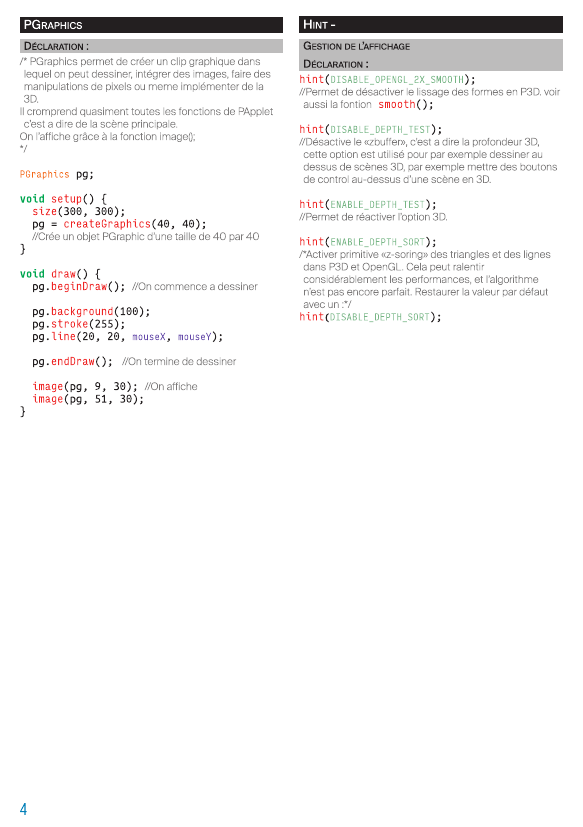 PGRAPHICS
DÉCLARATION :
/* PGraphics permet de créer un clip graphique dans
lequel on peut dessiner, intégrer des images, faire des
manipulations de pixels ou meme implémenter de la
3D.
Il cromprend quasiment toutes les fonctions de PApplet
c'est a dire de la scène principale.
On l'affiche grâce à la fonction image();
*/
PGraphics pg;
void setup() {
size(300, 300);
pg = createGraphics(40, 40);
//Crée un objet PGraphic d'une taille de 40 par 40
}
void draw() {
pg.beginDraw(); //On commence a dessiner
pg.background(100);
pg.stroke(255);
pg.line(20, 20, mouseX, mouseY);
pg.endDraw(); //On termine de dessiner
image(pg, 9, 30); //On affiche
image(pg, 51, 30);
}
HINT -
GESTION DE L'AFFICHAGE
DÉCLARATION :
hint(DISABLE_OPENGL_2X_SMOOTH);
//Permet de désactiver le lissage des formes en P3D. voir
aussi la fontion smooth();
hint(DISABLE_DEPTH_TEST);
//Désactive le «zbuffer», c'est a dire la profondeur 3D,
cette option est utilisé pour par exemple dessiner au
dessus de scènes 3D, par exemple mettre des boutons
de control au-dessus d'une scène en 3D.
hint(ENABLE_DEPTH_TEST);
//Permet de réactiver l'option 3D.
hint(ENABLE_DEPTH_SORT);
/*Activer primitive «z-soring» des triangles et des lignes
dans P3D et OpenGL. Cela peut ralentir
considérablement les performances, et l'algorithme
n'est pas encore parfait. Restaurer la valeur par défaut
avec un :*/
hint(DISABLE_DEPTH_SORT);
4